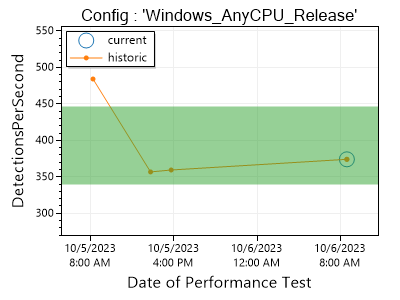 Config : 'Windows_AnyCPU_Release'
current
historic
DetectionsPerSecond
550
500
450
400
350
300
10/5/2023 10/5/2023 10/6/2023 10/6/2023
8:00 AM 4:00 PM 12:00 AM 8:00 AM
Date of Performance Test